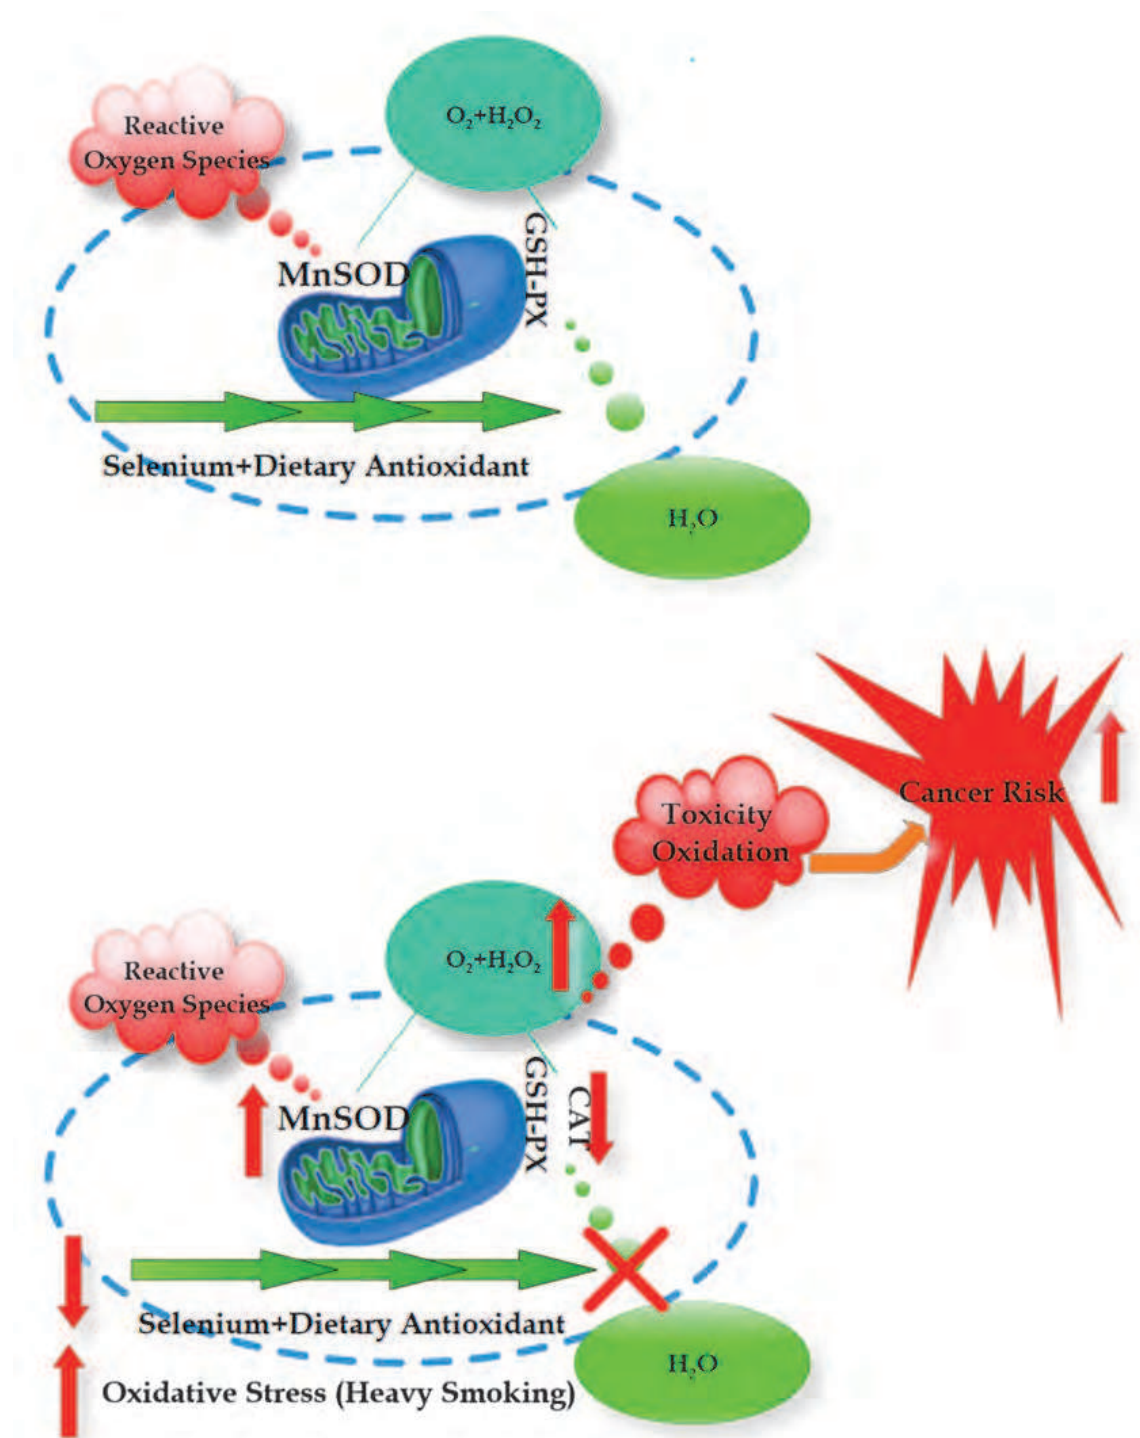 O₂+H₂O₂
Reactive
Oxygen Species
GSH-PX
MnSOD
Selenium+Dietary Antioxidant
H₂O
Cancer Risk
Toxicity
Oxidation
O₂+H₂O₂
Reactive
Oxygen Species
GSH-PX
CAT
MnSOD
Selenium+Dietary Antioxidant
H₂O
Oxidative Stress (Heavy Smoking)